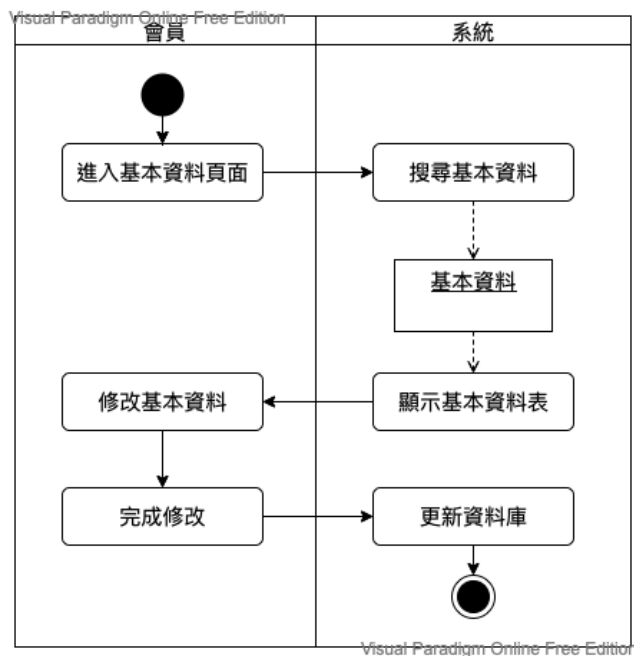 Visual Paradigm Online Free Edition
會員
系統
進入基本資料頁面
搜尋基本資料
基本資料
修改基本資料
顯示基本資料表
完成修改
更新資料庫
Visual Paradigm Online Free Edition